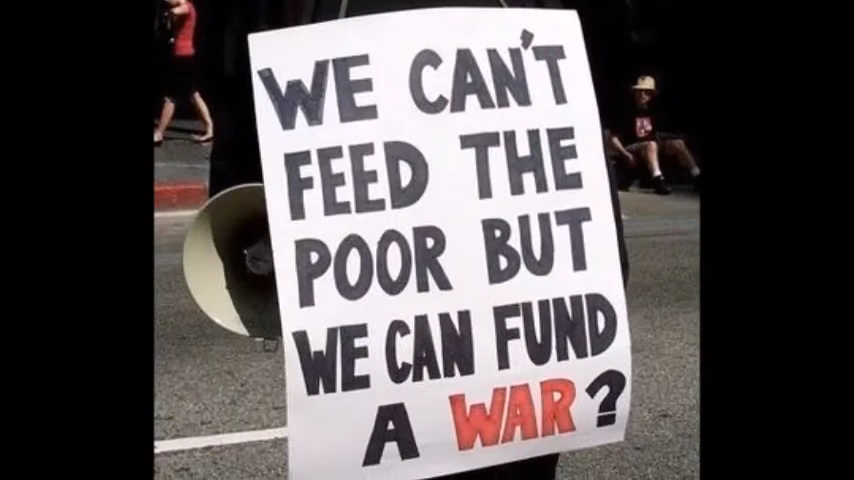 WE CAN'T
FEED THE
POOR BUT
WE CAN FUND
A WAR?